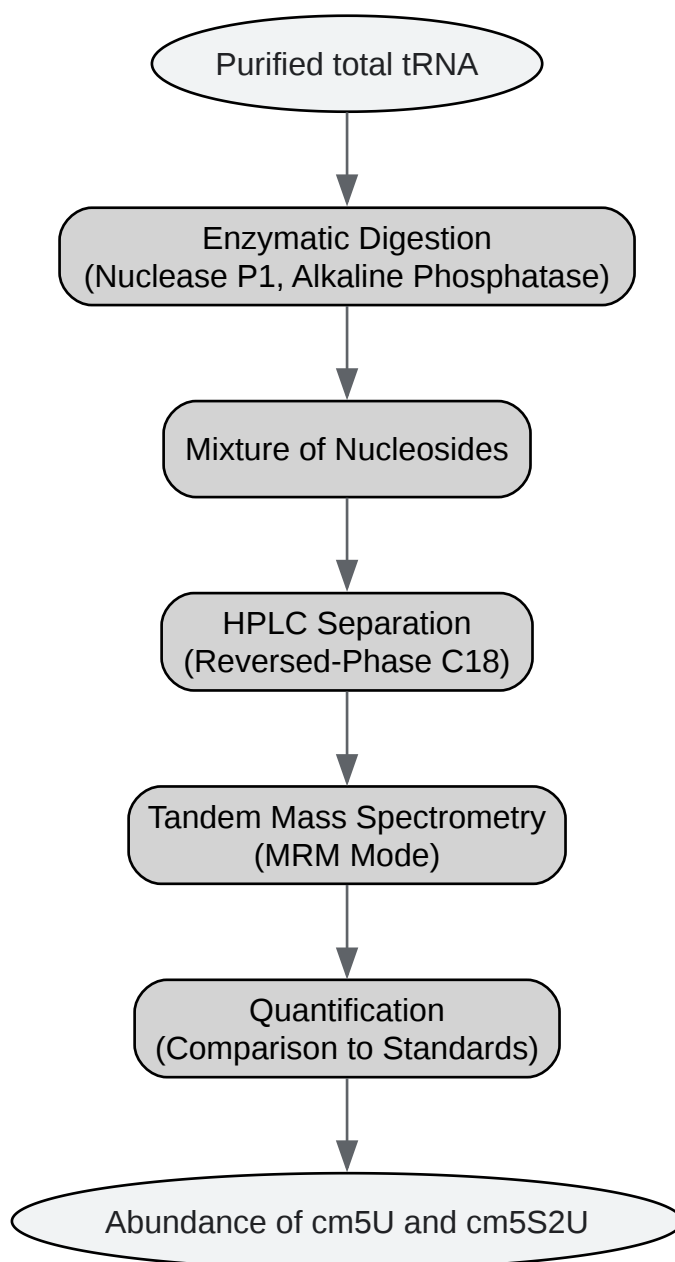 Purified total tRNA
Enzymatic Digestion
(Nuclease P1, Alkaline Phosphatase)
Mixture of Nucleosides
HPLC Separation
(Reversed-Phase C18)
Tandem Mass Spectrometry
(MRM Mode)
Quantification
(Comparison to Standards)
Abundance of cm5U and cm5S2U